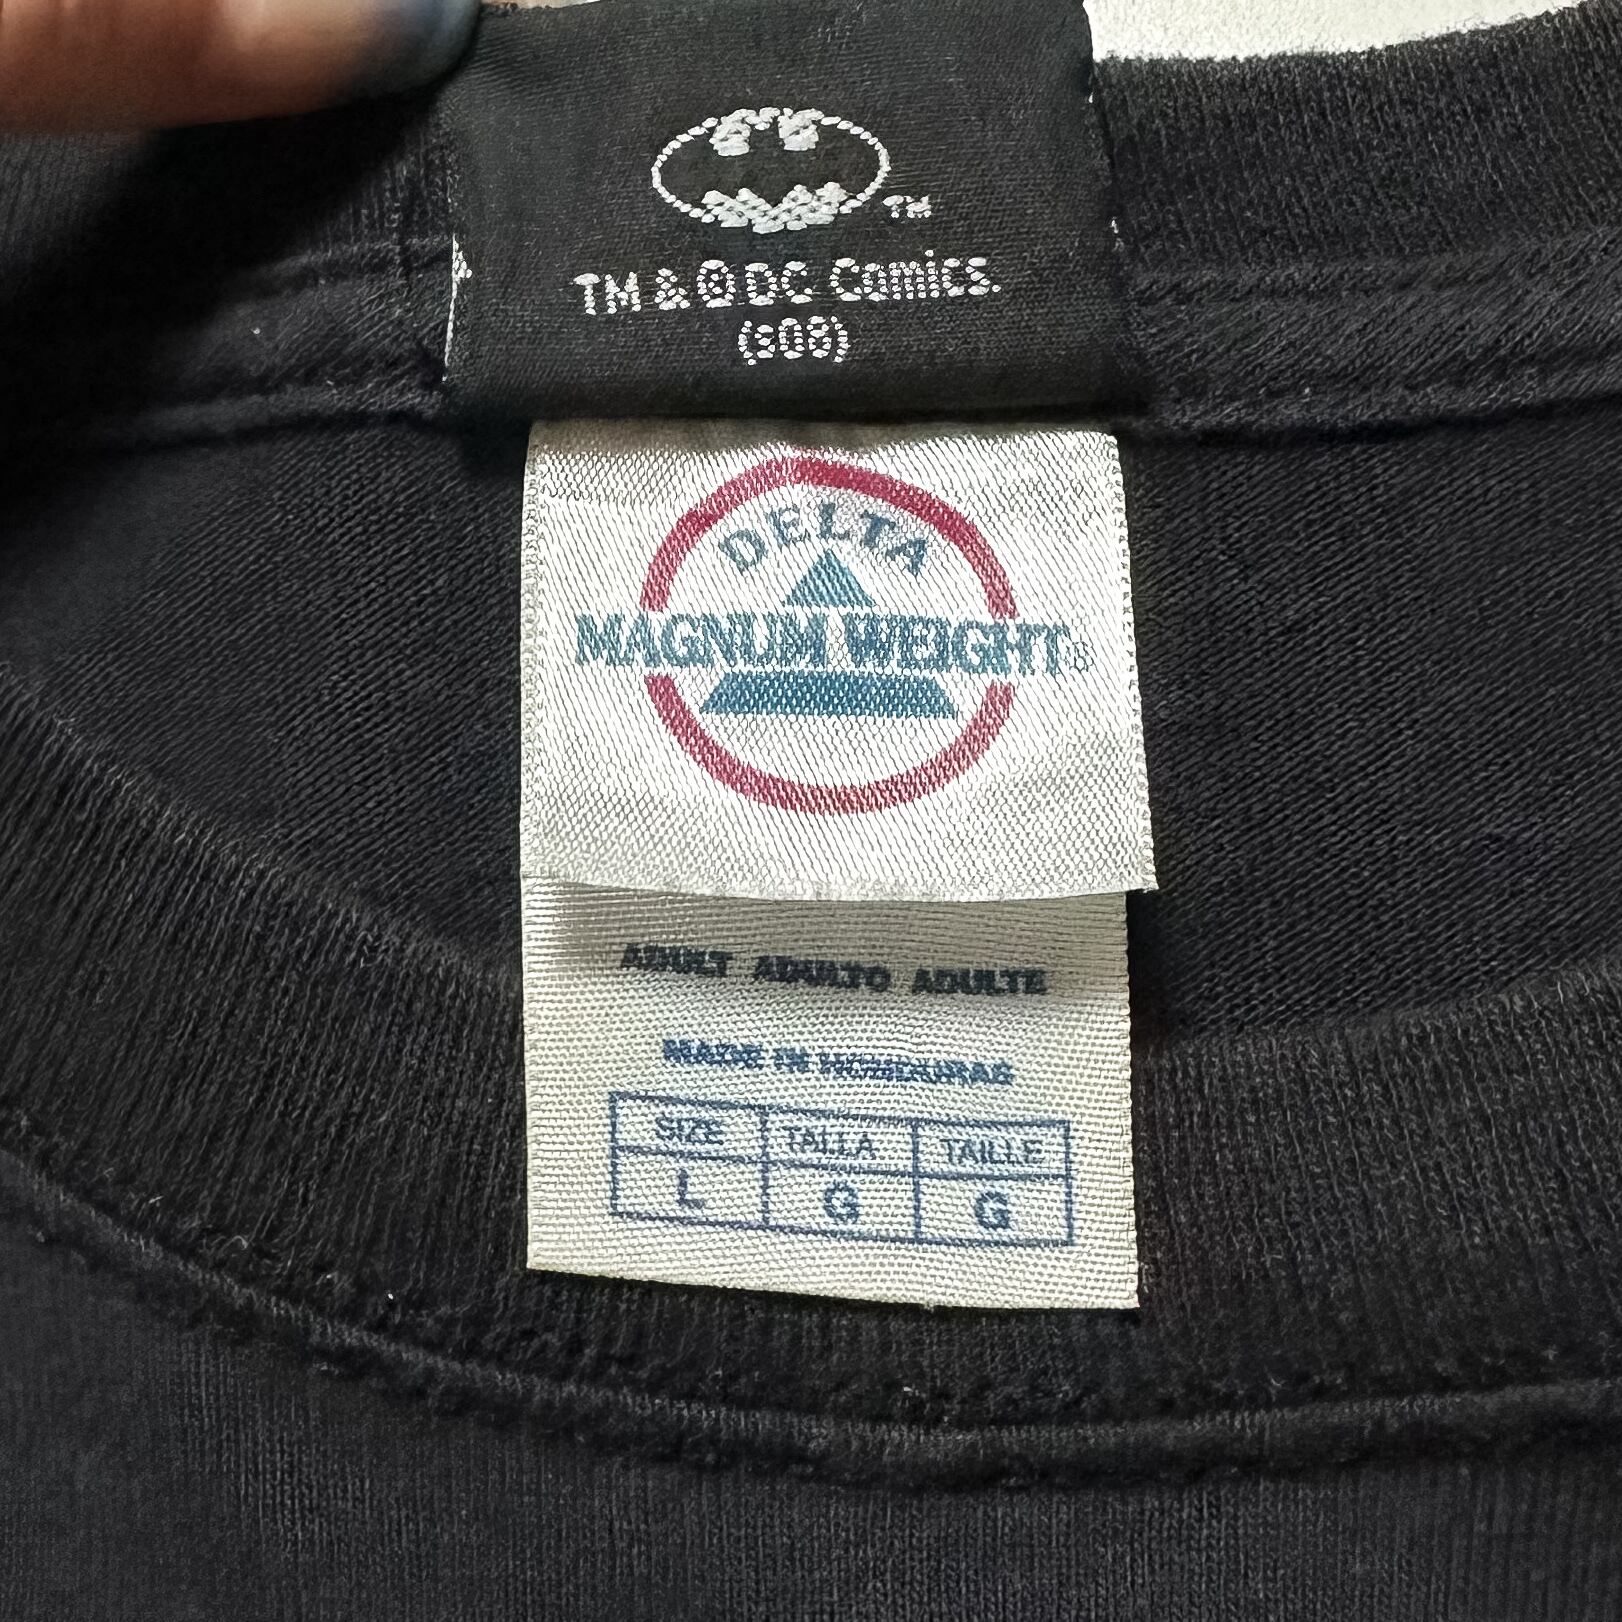 TM
TM & © DC Comics.
(s08)
DELTA
MAGNUM WEIGHT®
ADULT ADULTO ADULTE
MADE IN HONDURAS
SIZE TALLA TAILLE
L G G